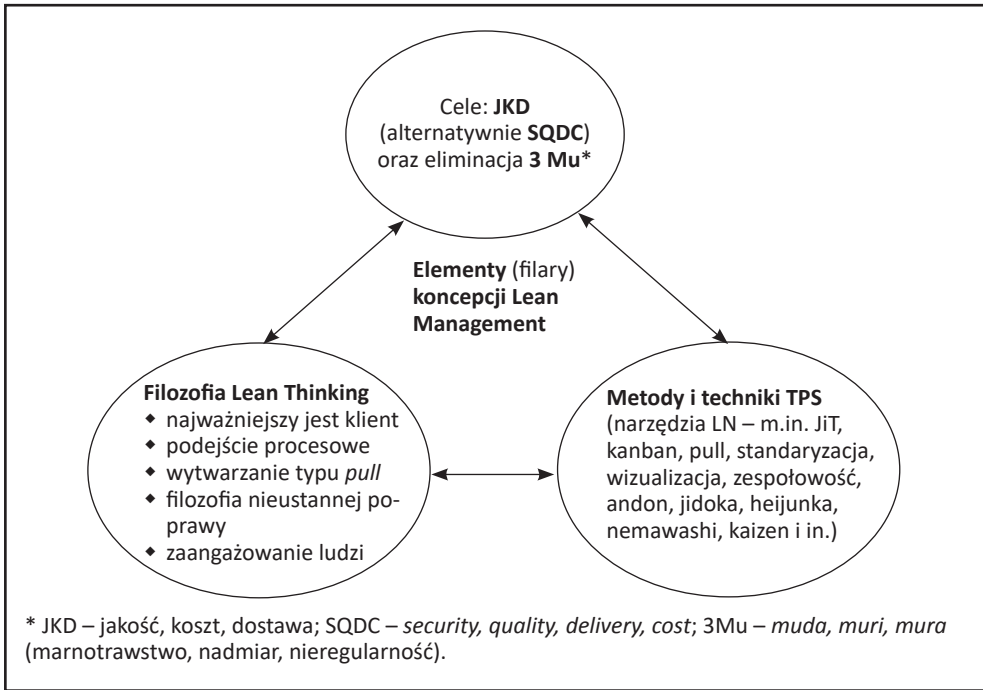 Cele: JKD
(alternatywnie SQDC)
oraz eliminacja 3 Mu*
Elementy (filary)
koncepcji Lean
Management
Filozofia Lean Thinking
◆ najważniejszy jest klient
◆ podejście procesowe
◆ wytwarzanie typu pull
◆ filozofia nieustannej po-
prawy
◆ zaangażowanie ludzi
Metody i techniki TPS
(narzędzia LN – m.in. JiT,
kanban, pull, standaryzacja,
wizualizacja, zespołowość,
andon, jidoka, heijunka,
nemawashi, kaizen i in.)
* JKD – jakość, koszt, dostawa; SQDC – security, quality, delivery, cost; 3Mu – muda, muri, mura
(marnotrawstwo, nadmiar, nieregularność).